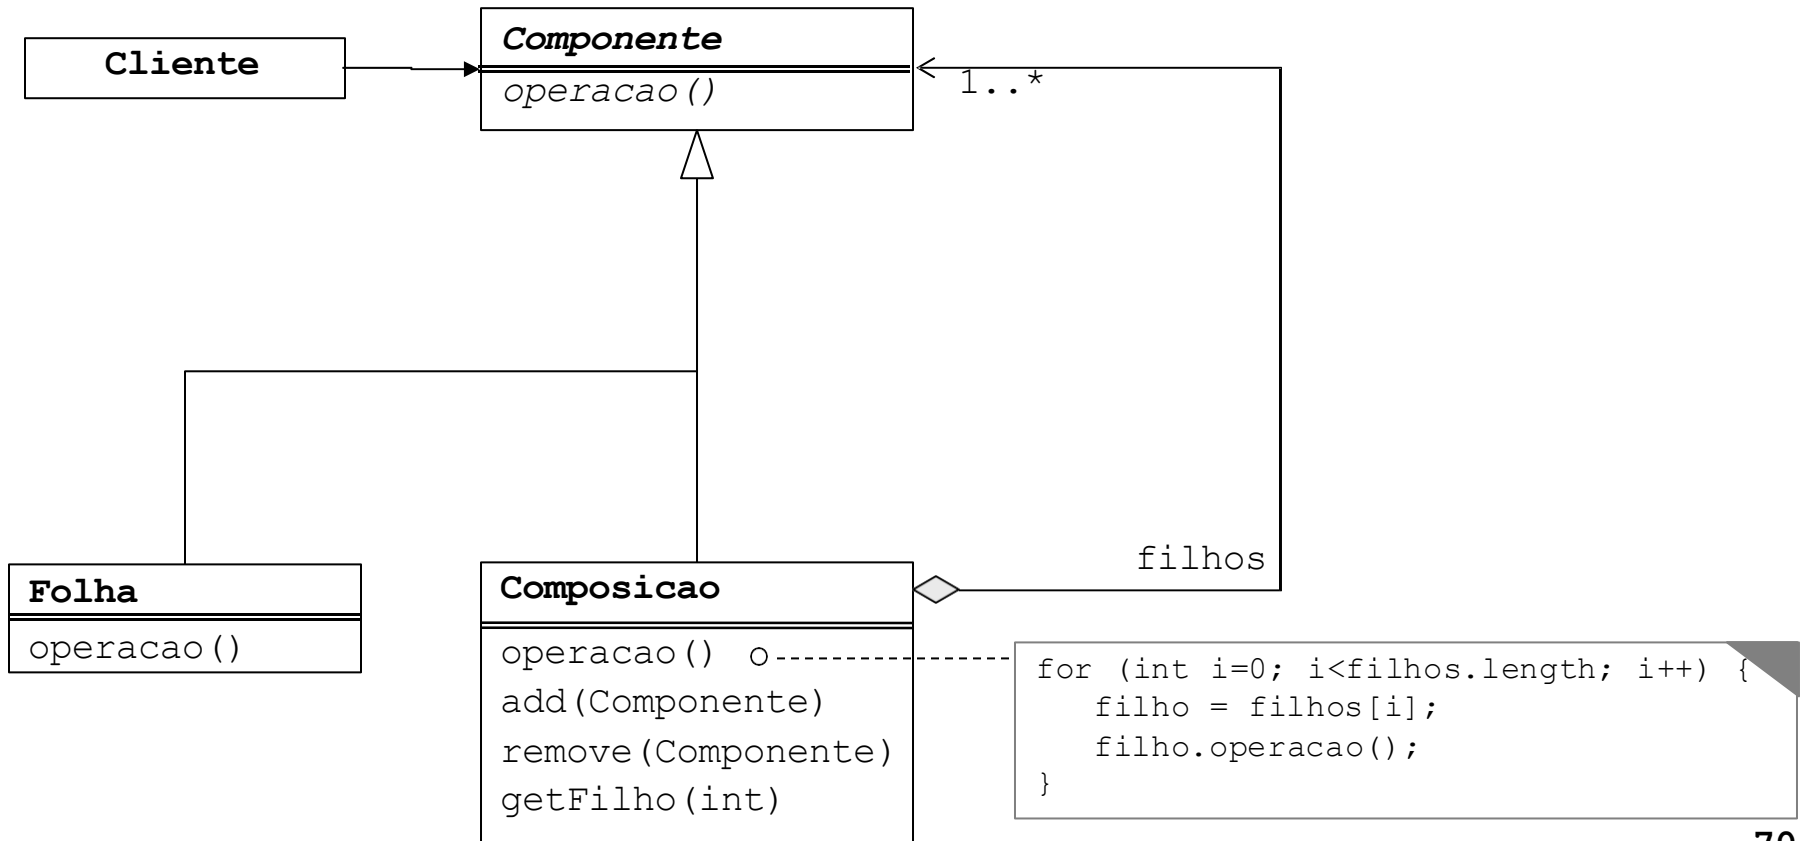 Cliente
Componente
operacao()
1..*
filhos
Folha
operacao()
Composicao
operacao()
add(Componente)
remove(Componente)
getFilho(int)
for (int i=0; i<filhos.length; i++) {
filho = filhos[i];
filho.operacao();
}